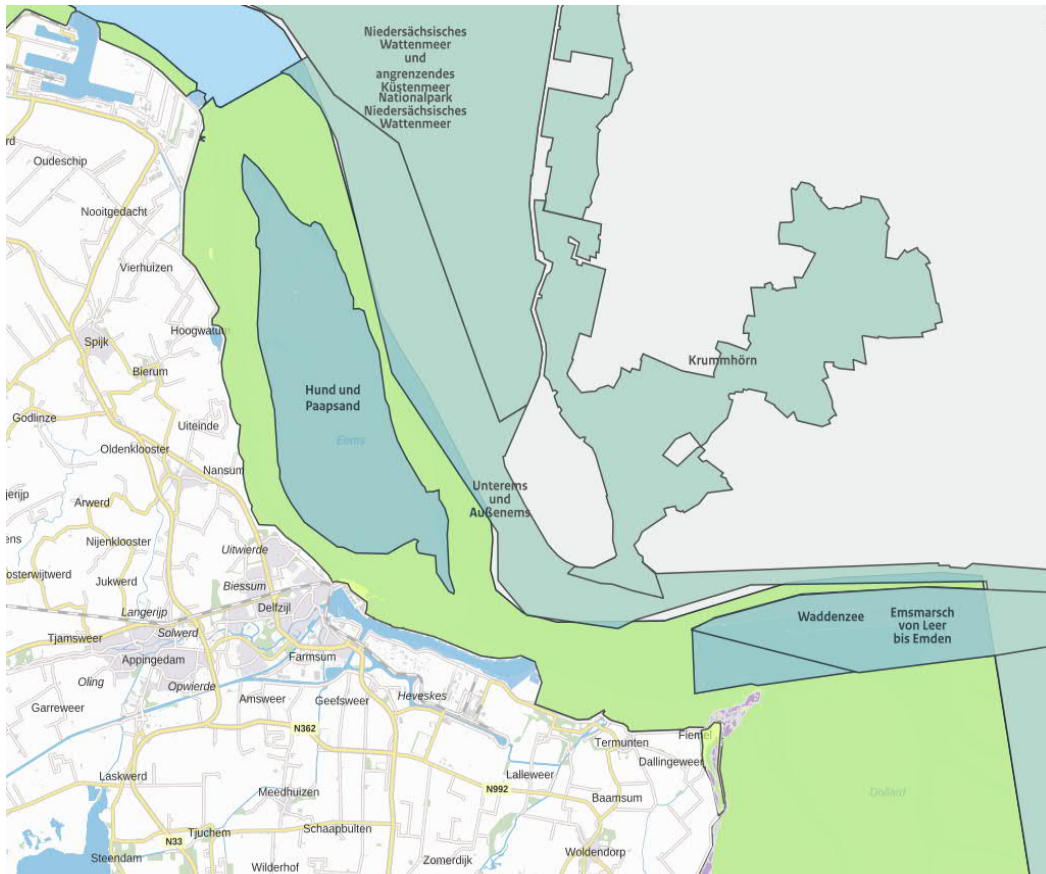 Niedersächsisches
Wattenmeer
und
angrenzendes
Küstenmeer
Nationalpark
Niedersächsisches
Wattenmeer
Oudeschip
Nooitgedacht
Vierhuizen
Hoogwatum
Spijk
Bierum
Krummhörn
Hund und
Paapsand
Godlinze
Uiteinde
Eems
Oldenklooster
Nansum
Unterems
und
Außenems
Arwerd
Nijenklooster
Uitwierde
Jukwerd
Biessum
Langerijp
Delfzijl
Waddenzee
Emsmarsch
von Leer
bis Emden
Tjamsweer
Solwerd
Appingedam
Farmsum
Oling
Opwierde
Heveskes
Amsweer
Geefsweer
Garreweer
N362
Termunten
Fiemel
Dallingeweer
Lalleweer
Laskwerd
Meedhuizen
N992
Baamsum
Dollard
Tjuchem
Schaapbulten
N33
Steendam
Wilderhof
Zomerdijk
Woldendorp